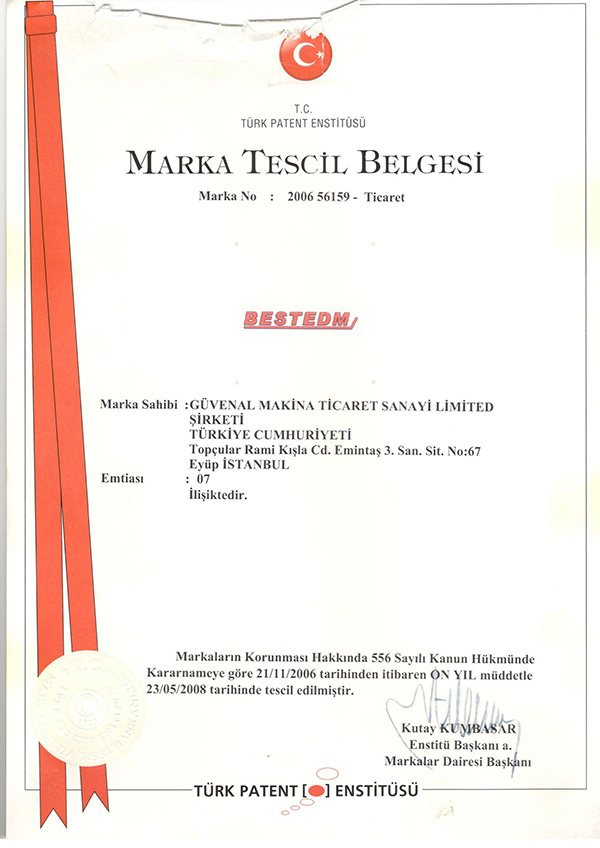 T.C.
TÜRK PATENT ENSTİTÜSÜ
MARKA TESCİL BELGESİ
Marka No : 2006 56159 - Ticaret
BESTEDM
Marka Sahibi :GÜVENAL MAKİNA TİCARET SANAYİ LİMİTED
ŞİRKETİ
TÜRKİYE CUMHURİYETİ
Topçular Rami Kışla Cd. Emintaş 3. San. Sit. No:67
Eyüp İSTANBUL
Emtiası : 07
İlişiktedir.
Markaların Korunması Hakkında 556 Sayılı Kanun Hükmünde
Kararnameye göre 21/11/2006 tarihinden itibaren ON YIL müddetle
23/05/2008 tarihinde tescil edilmiştir.
Kutay KUMBASAR
Enstitü Başkanı a.
Markalar Dairesi Başkanı
TÜRK PATENT [ ] ENSTİTÜSÜ